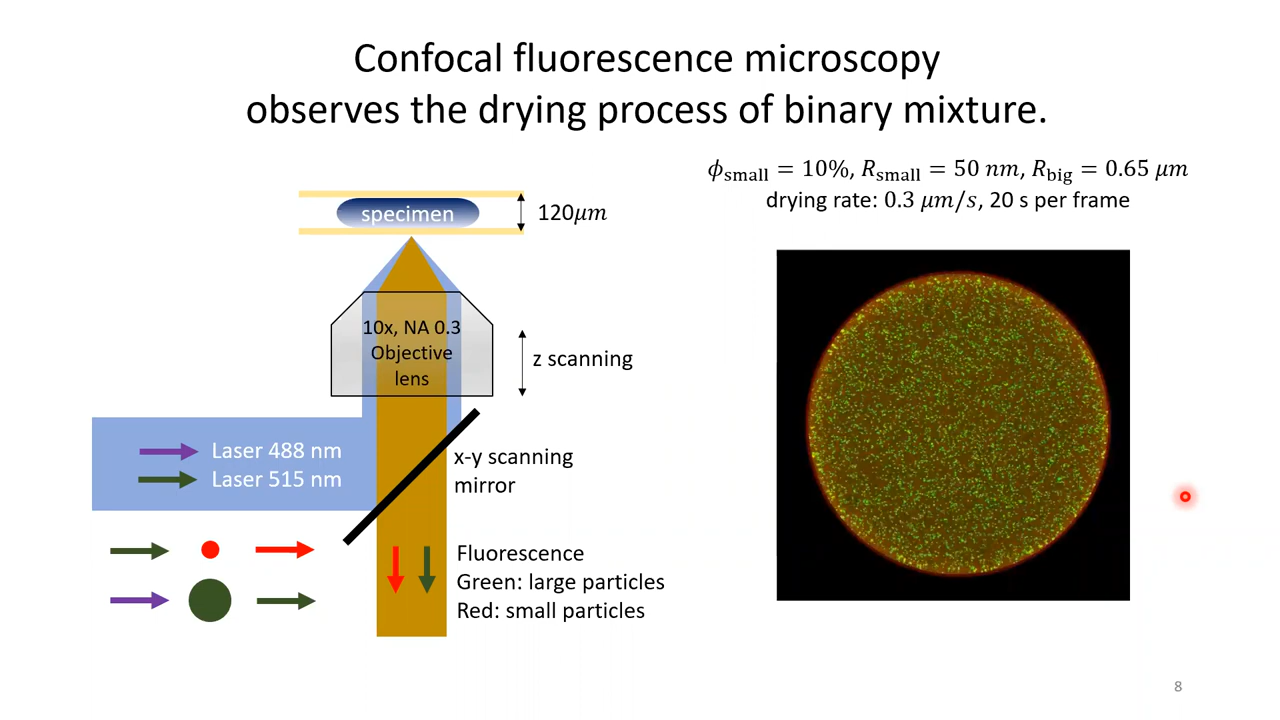 Confocal fluorescence microscopy
observes the drying process of binary mixture.
ϕsmall = 10%, Rsmall = 50 nm, Rbig = 0.65 μm
drying rate: 0.3 μm/s, 20 s per frame
specimen
120μm
10x, NA 0.3
Objective
lens
z scanning
Laser 488 nm
Laser 515 nm
x-y scanning
mirror
Fluorescence
Green: large particles
Red: small particles
8